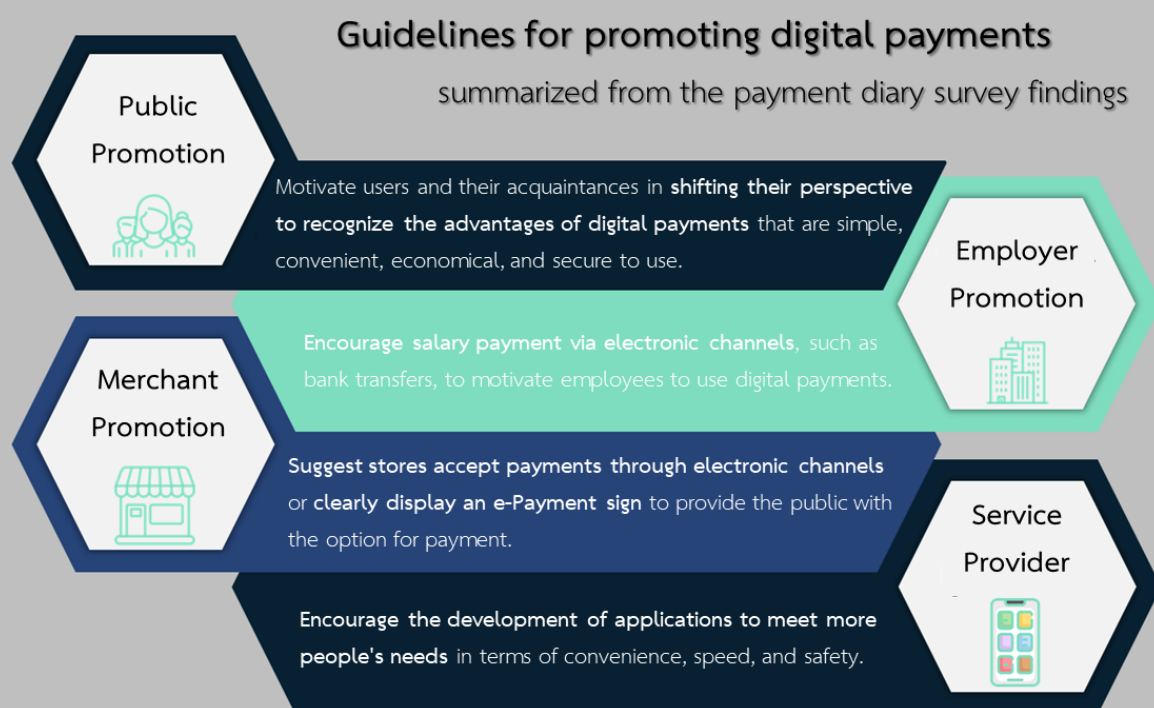 Guidelines for promoting digital payments
summarized from the payment diary survey findings
Public
Promotion
Motivate users and their acquaintances in shifting their perspective
to recognize the advantages of digital payments that are simple,
convenient, economical, and secure to use.
Employer
Promotion
Encourage salary payment via electronic channels, such as
bank transfers, to motivate employees to use digital payments.
Merchant
Promotion
Suggest stores accept payments through electronic channels
or clearly display an e-Payment sign to provide the public with
the option for payment.
Service
Provider
Encourage the development of applications to meet more
people's needs in terms of convenience, speed, and safety.